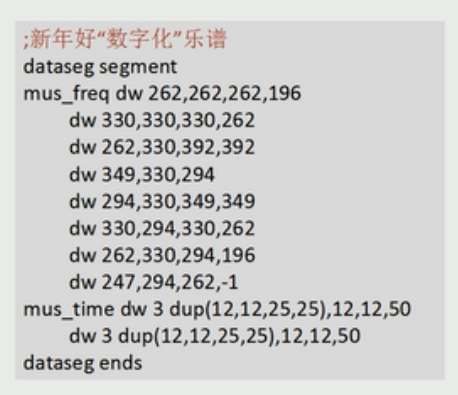 ;新年好“数字化”乐谱
dataseg segment
mus_freq dw 262,262,262,196
dw 330,330,330,262
dw 262,330,392,392
dw 349,330,294
dw 294,330,349,349
dw 330,294,330,262
dw 262,330,294,196
dw 247,294,262,-1
mus_time dw 3 dup(12,12,25,25),12,12,50
dw 3 dup(12,12,25,25),12,12,50
dataseg ends